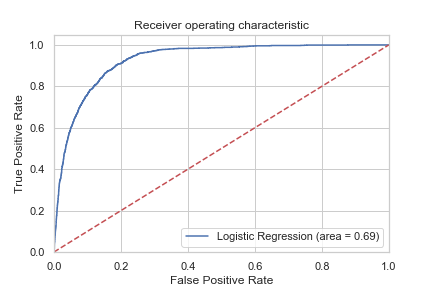 Receiver operating characteristic
1.0
0.8
0.6
0.4
0.2
0.0
True Positive Rate
Logistic Regression (area = 0.69)
0.0 0.2 0.4 0.6 0.8 1.0
False Positive Rate